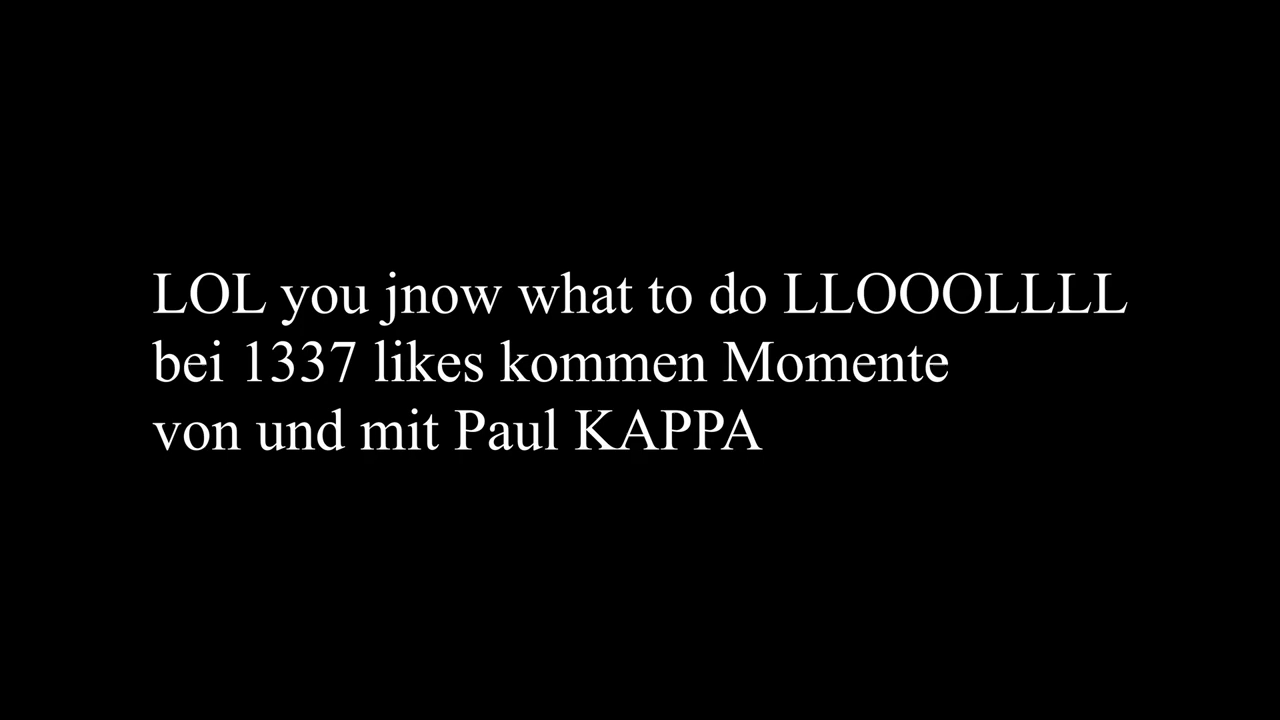 LOL you jnow what to do LLOOOLLLL
bei 1337 likes kommen Momente
von und mit Paul KAPPA